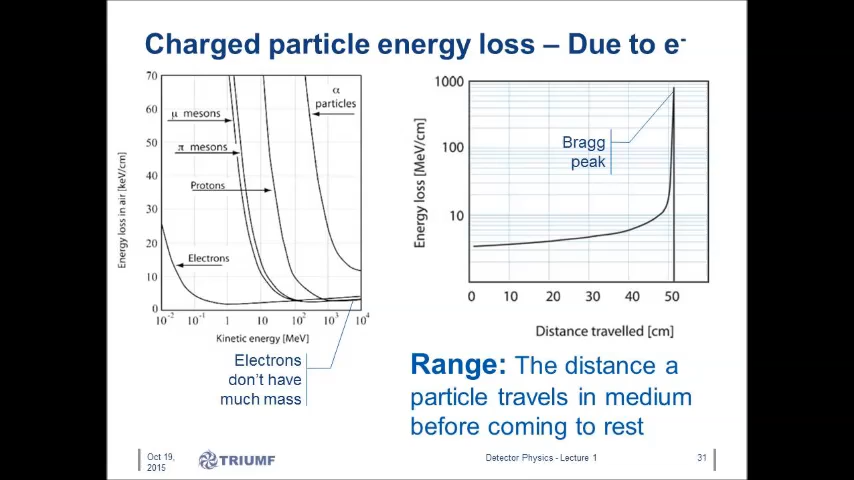 Charged particle energy loss – Due to e-
70
60
50
40
30
20
10
0
Energy loss in air [keV/cm]
α
particles
μ mesons
π mesons
Protons
Electrons
10-2
10-1
1
10
102
103
104
Kinetic energy [MeV]
Electrons
don't have
much mass
1000
100
10
Energy loss [MeV/cm]
Bragg
peak
0
10
20
30
40
50
Distance travelled [cm]
Range: The distance a
particle travels in medium
before coming to rest
Oct 19,
2015
TRIUMF
Detector Physics - Lecture 1
31